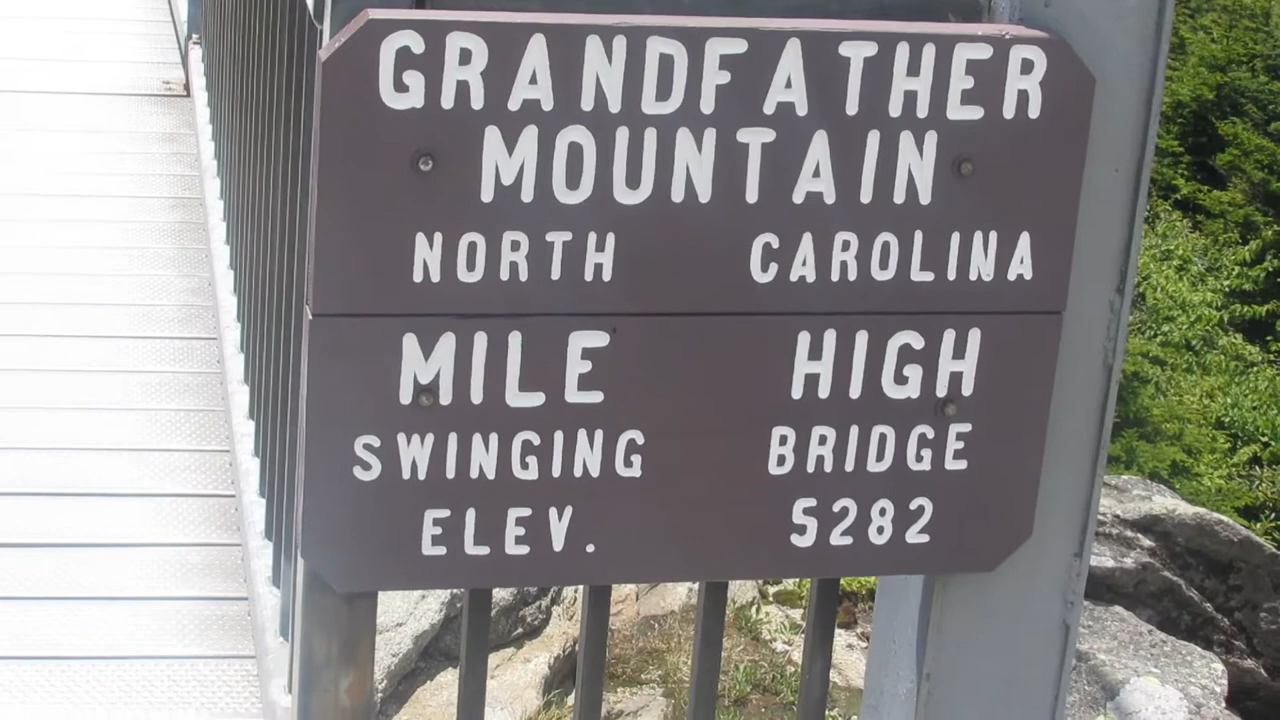 GRANDFATHER
MOUNTAIN
NORTH CAROLINA
MILE HIGH
SWINGING BRIDGE
ELEV. 5282